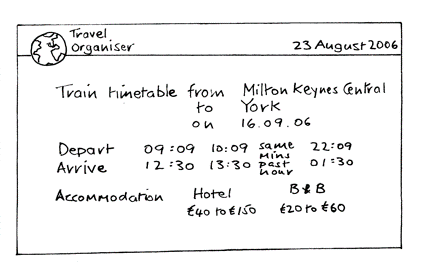 Travel
Organiser
23 August 2006
Train timetable from Milton Keynes Central
to York
on 16.09.06
Depart 09:09 10:09 same mins past hour 22:09
Arrive 12:30 13:30 01:30
Accommodation Hotel B & B
£40 to £150 £20 to £60